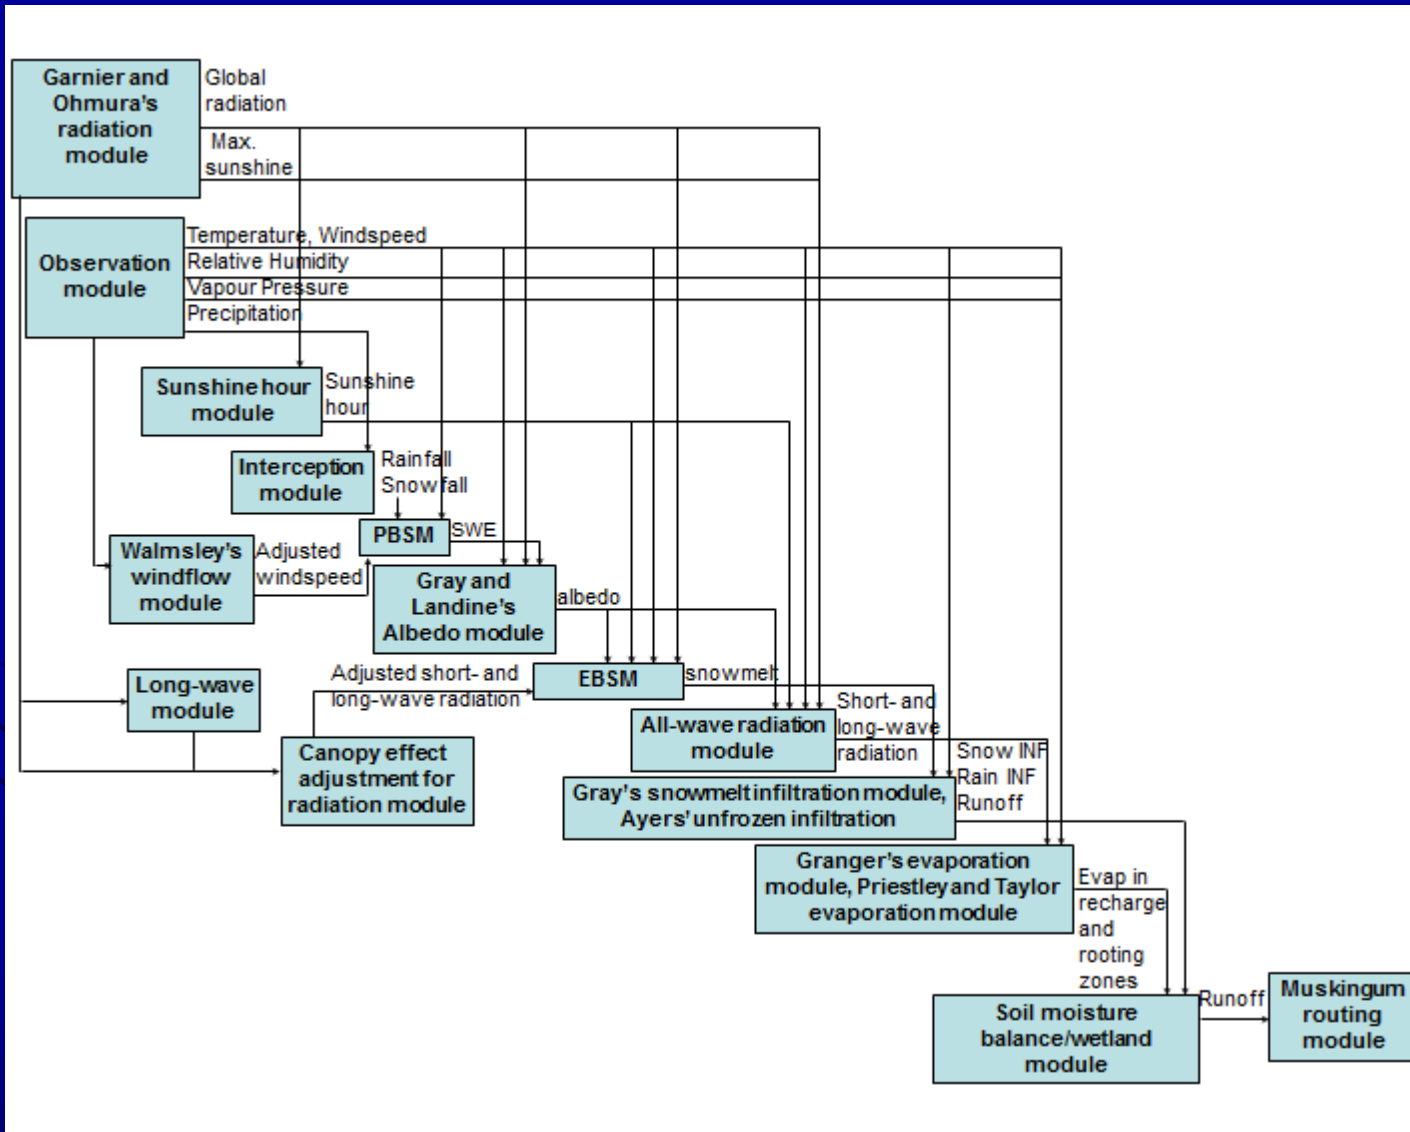 Garnier and
Ohmura's
radiation
module
Global
radiation
Max.
sunshine
Observation
module
Temperature, Windspeed
Relative Humidity
Vapour Pressure
Precipitation
Sunshine hour
module
Sunshine
hour
Interception
module
Rainfall
Snowfall
PBSM
SWE
Walmsley's
windflow
module
Adjusted
windspeed
Gray and
Landine's
Albedo module
albedo
Long-wave
module
Adjusted short- and
long-wave radiation
EBSM
snowmelt
Canopy effect
adjustment for
radiation module
All-wave radiation
module
Short- and
long-wave
radiation
Gray's snowmelt infiltration module,
Ayers' unfrozen infiltration
Snow INF
Rain INF
Runoff
Granger's evaporation
module, Priestley and Taylor
evaporation module
Evap in
recharge
and
rooting
zones
Soil moisture
balance/wetland
module
Runoff
Muskingum
routing
module